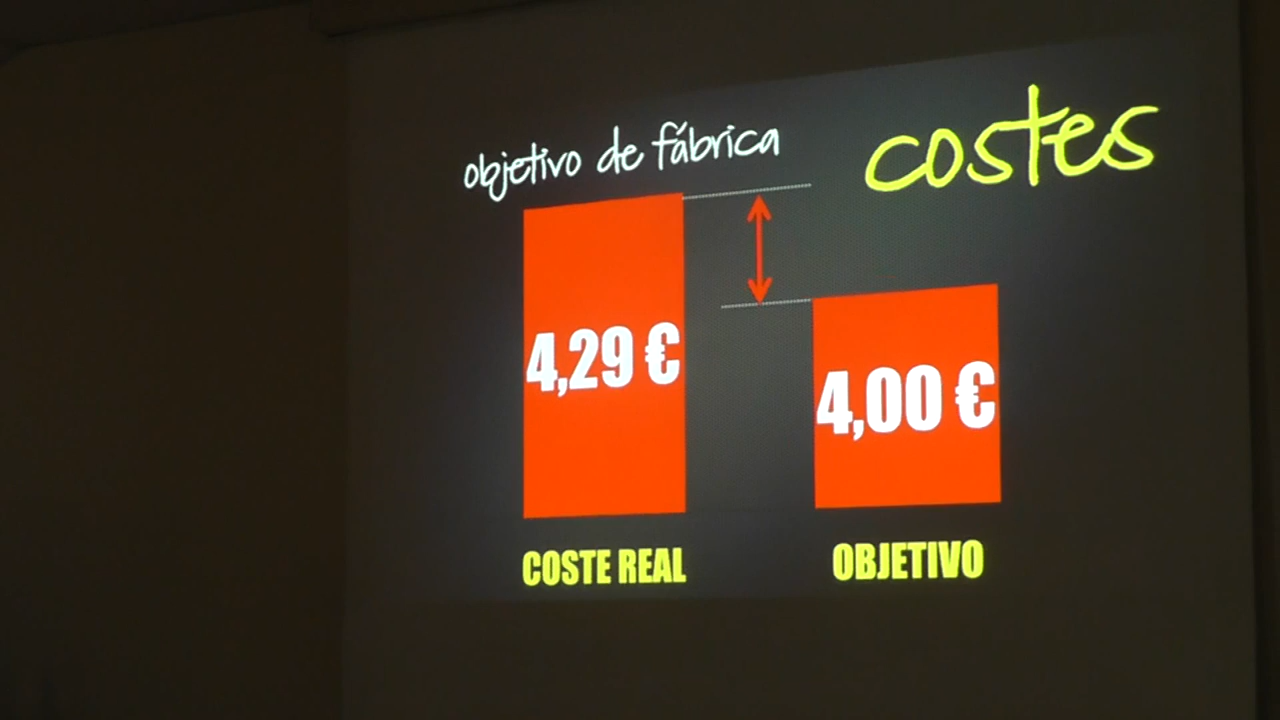 costes
objetivo de fábrica
4,29 €
4,00 €
COSTE REAL
OBJETIVO